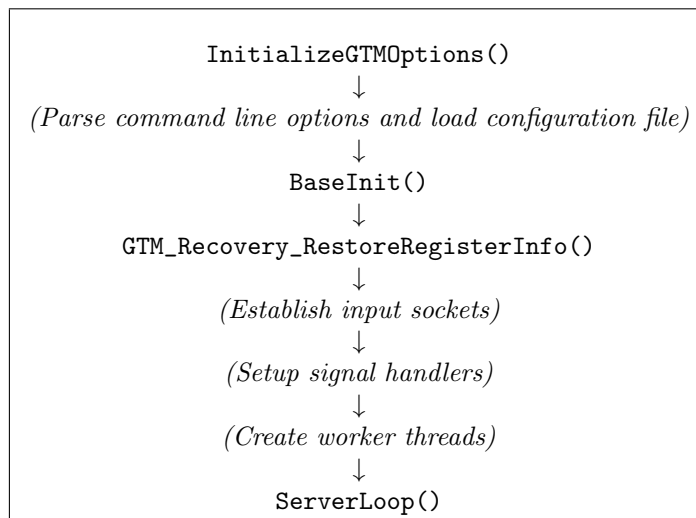 InitializeGTMOptions()
↓
(Parse command line options and load configuration file)
↓
BaseInit()
↓
GTM_Recovery_RestoreRegisterInfo()
↓
(Establish input sockets)
↓
(Setup signal handlers)
↓
(Create worker threads)
↓
ServerLoop()